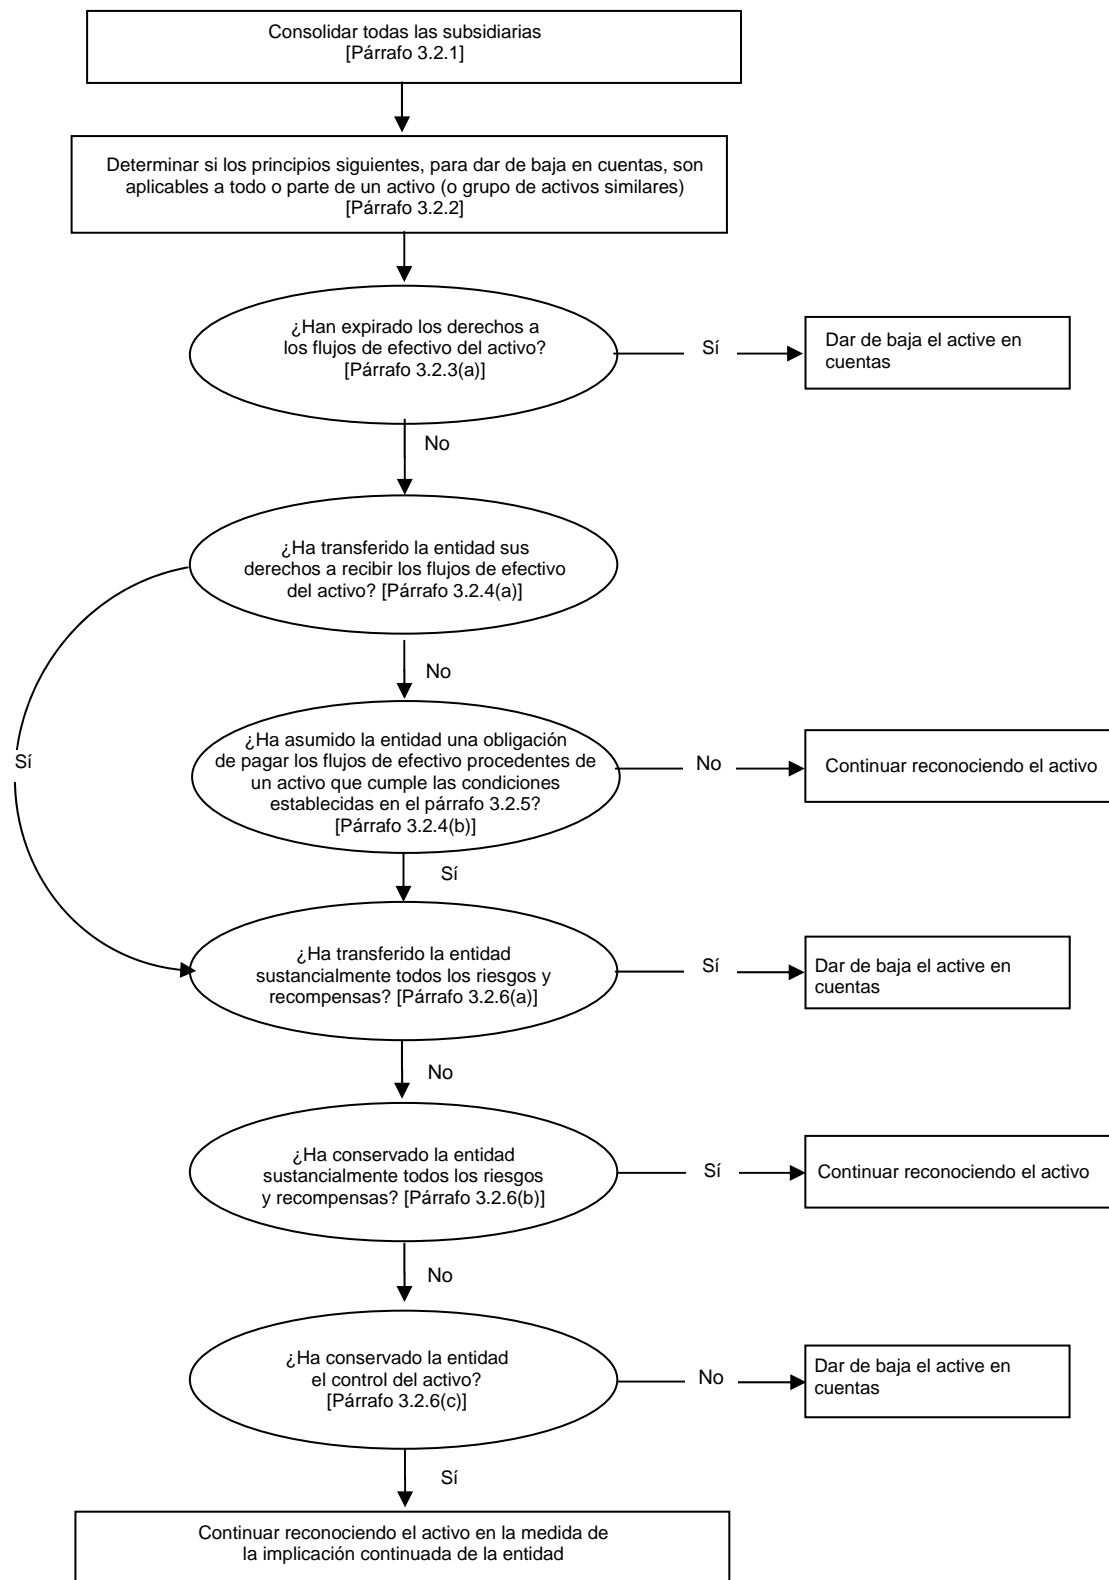 Consolidar todas las subsidiarias
[Párrafo 3.2.1]
Determinar si los principios siguientes, para dar de baja en cuentas, son
aplicables a todo o parte de un activo (o grupo de activos similares)
[Párrafo 3.2.2]
¿Han expirado los derechos a
los flujos de efectivo del activo?
[Párrafo 3.2.3(a)]
Sí
Dar de baja el active en
cuentas
No
¿Ha transferido la entidad sus
derechos a recibir los flujos de efectivo
del activo? [Párrafo 3.2.4(a)]
No
Sí
¿Ha asumido la entidad una obligación
de pagar los flujos de efectivo procedentes de
un activo que cumple las condiciones
establecidas en el párrafo 3.2.5?
[Párrafo 3.2.4(b)]
No
Continuar reconociendo el activo
Sí
¿Ha transferido la entidad
sustancialmente todos los riesgos y
recompensas? [Párrafo 3.2.6(a)]
Sí
Dar de baja el active en
cuentas
No
¿Ha conservado la entidad
sustancialmente todos los riesgos
y recompensas? [Párrafo 3.2.6(b)]
Sí
Continuar reconociendo el activo
No
¿Ha conservado la entidad
el control del activo?
[Párrafo 3.2.6(c)]
No
Dar de baja el active en
cuentas
Sí
Continuar reconociendo el activo en la medida de
la implicación continuada de la entidad